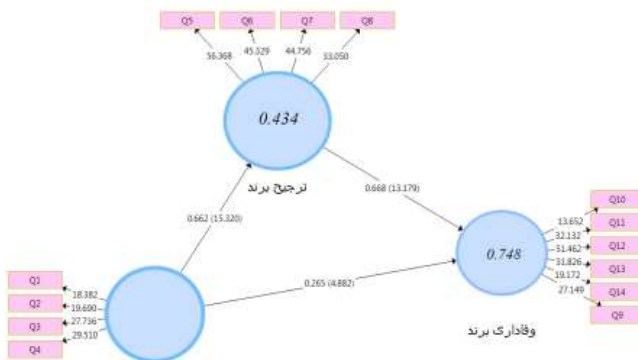 Q5
Q6
Q7
Q8
56.368
45.329
44.756
33.050
0.434
ترجیح برند
0.662 (15.320)
0.668 (13.179)
0.265 (4.882)
Q1
Q2
Q3
Q4
18.382
19.690
27.736
29.510
0.748
وفاداری برند
13.652
32.132
51.462
31.826
19.172
27.149
Q10
Q11
Q12
Q13
Q14
Q9